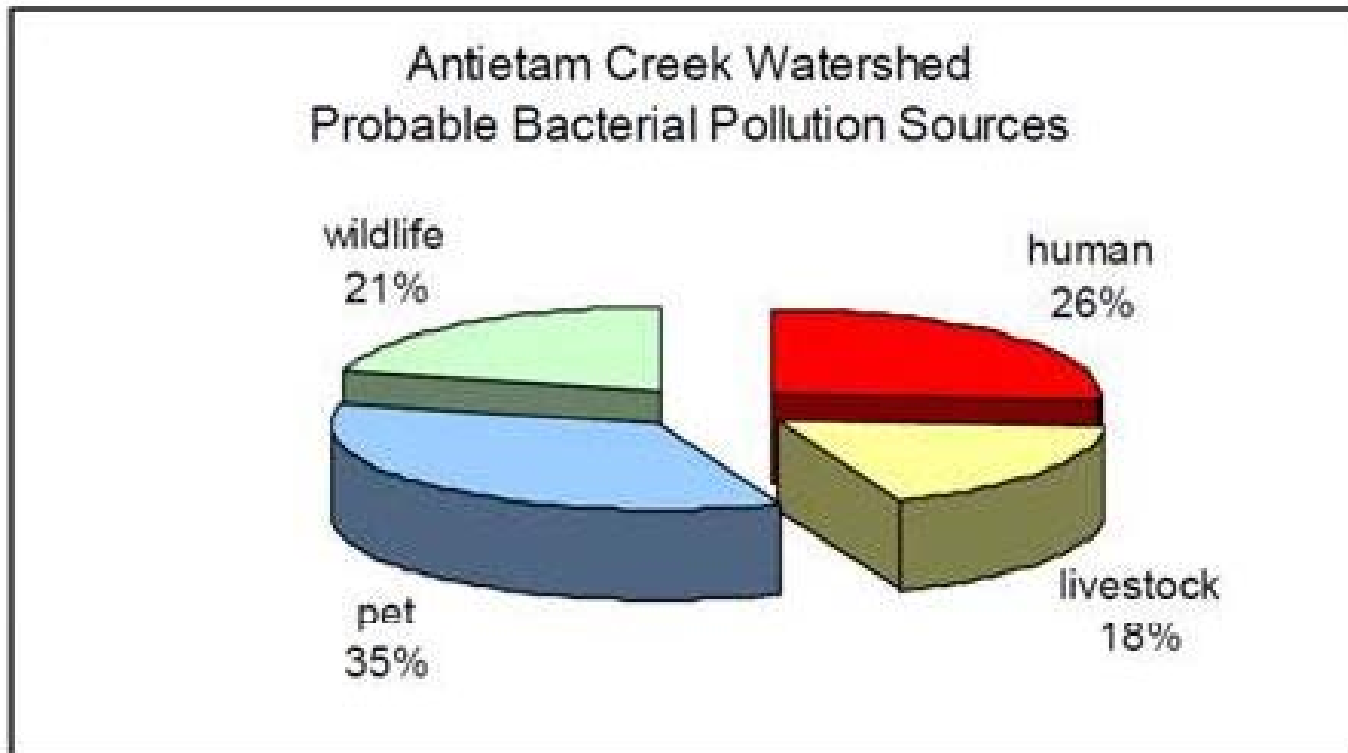 Antietam Creek Watershed
Probable Bacterial Pollution Sources
wildlife
21%
human
26%
pet
35%
livestock
18%